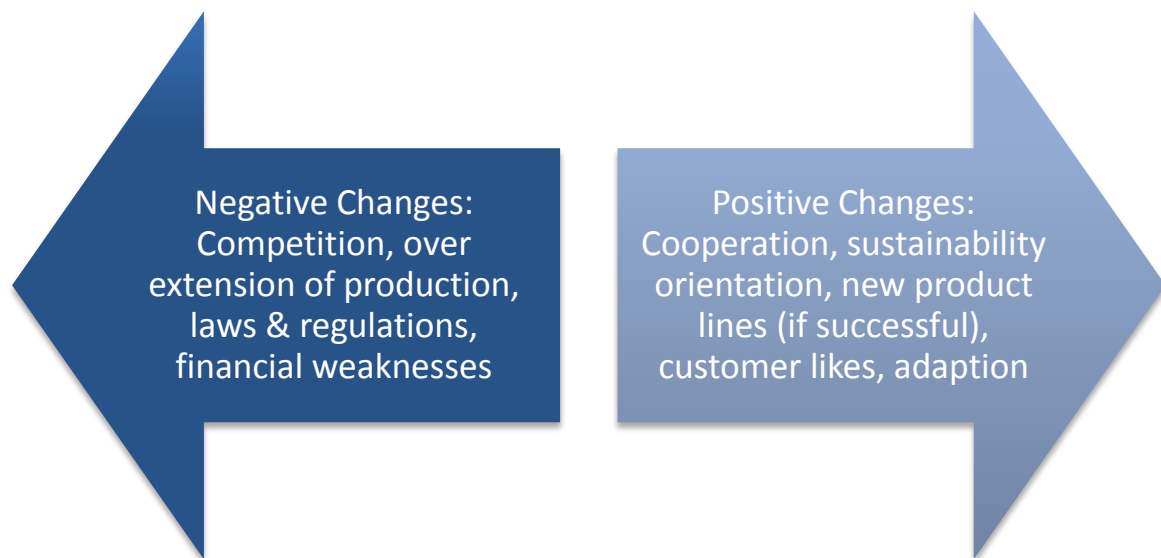 Negative Changes:
Competition, over
extension of production,
laws & regulations,
financial weaknesses
Positive Changes:
Cooperation, sustainability
orientation, new product
lines (if successful),
customer likes, adaption